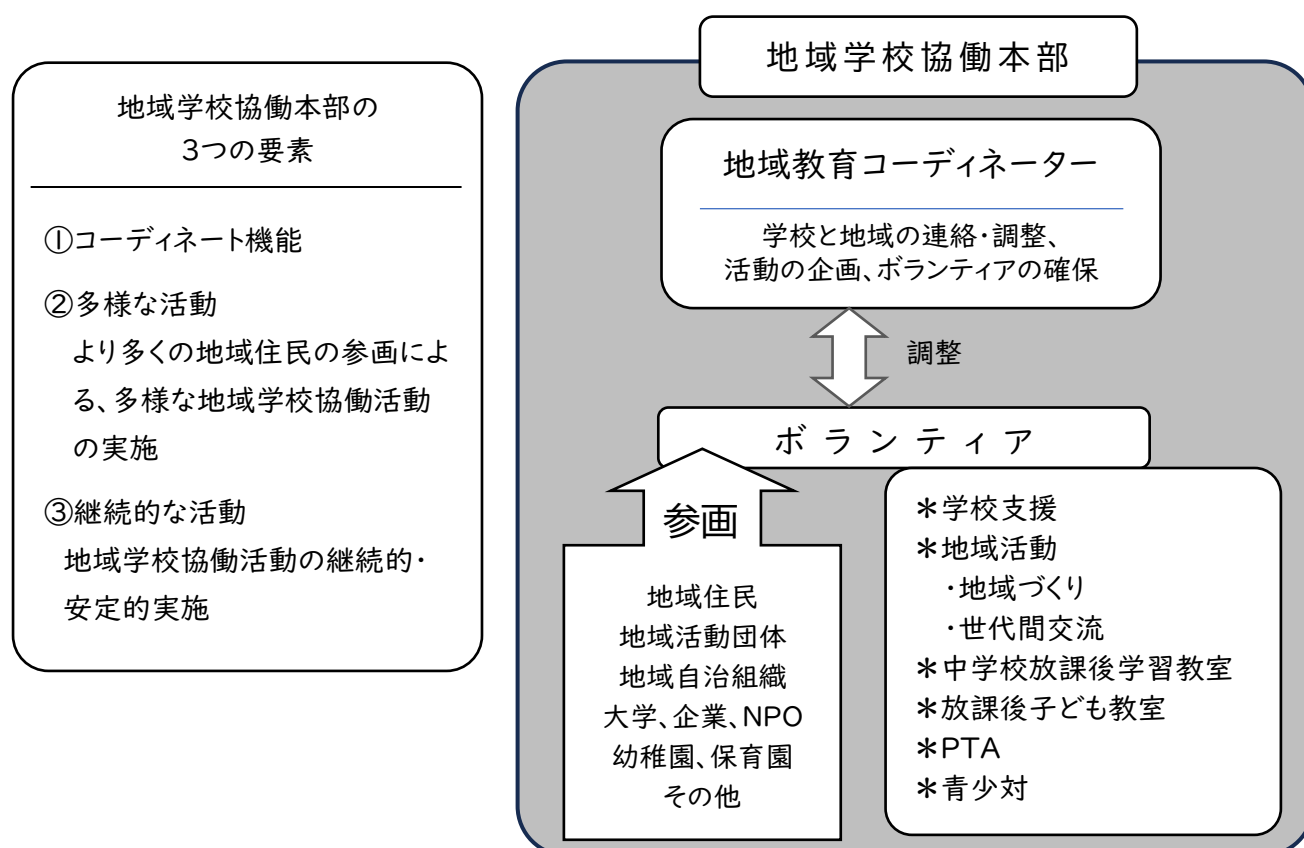 地域学校協働本部の
3つの要素
①コーディネート機能
②多様な活動
より多くの地域住民の参画によ
る、多様な地域学校協働活動
の実施
③継続的な活動
地域学校協働活動の継続的・
安定的実施
地域学校協働本部
地域教育コーディネーター
学校と地域の連絡・調整、
活動の企画、ボランティアの確保
調整
ボランティア
参画
地域住民
地域活動団体
地域自治組織
大学、企業、NPO
幼稚園、保育園
その他
＊学校支援
＊地域活動
・地域づくり
・世代間交流
＊中学校放課後学習教室
＊放課後子ども教室
＊PTA
＊青少対